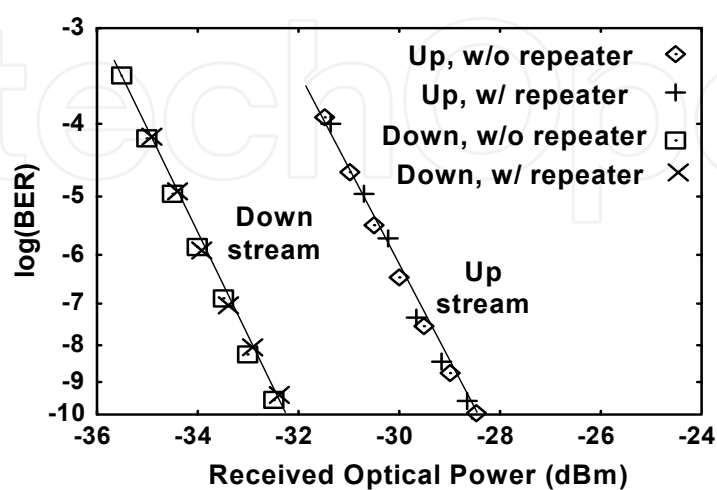 techOp
-3
-4
-5
-6
-7
-8
-9
-10
log(BER)
Up, w/o repeater
Up, w/ repeater
Down, w/o repeater
Down, w/ repeater
Down
stream
Up
stream
-36
-34
-32
-30
-28
-26
-24
Received Optical Power (dBm)